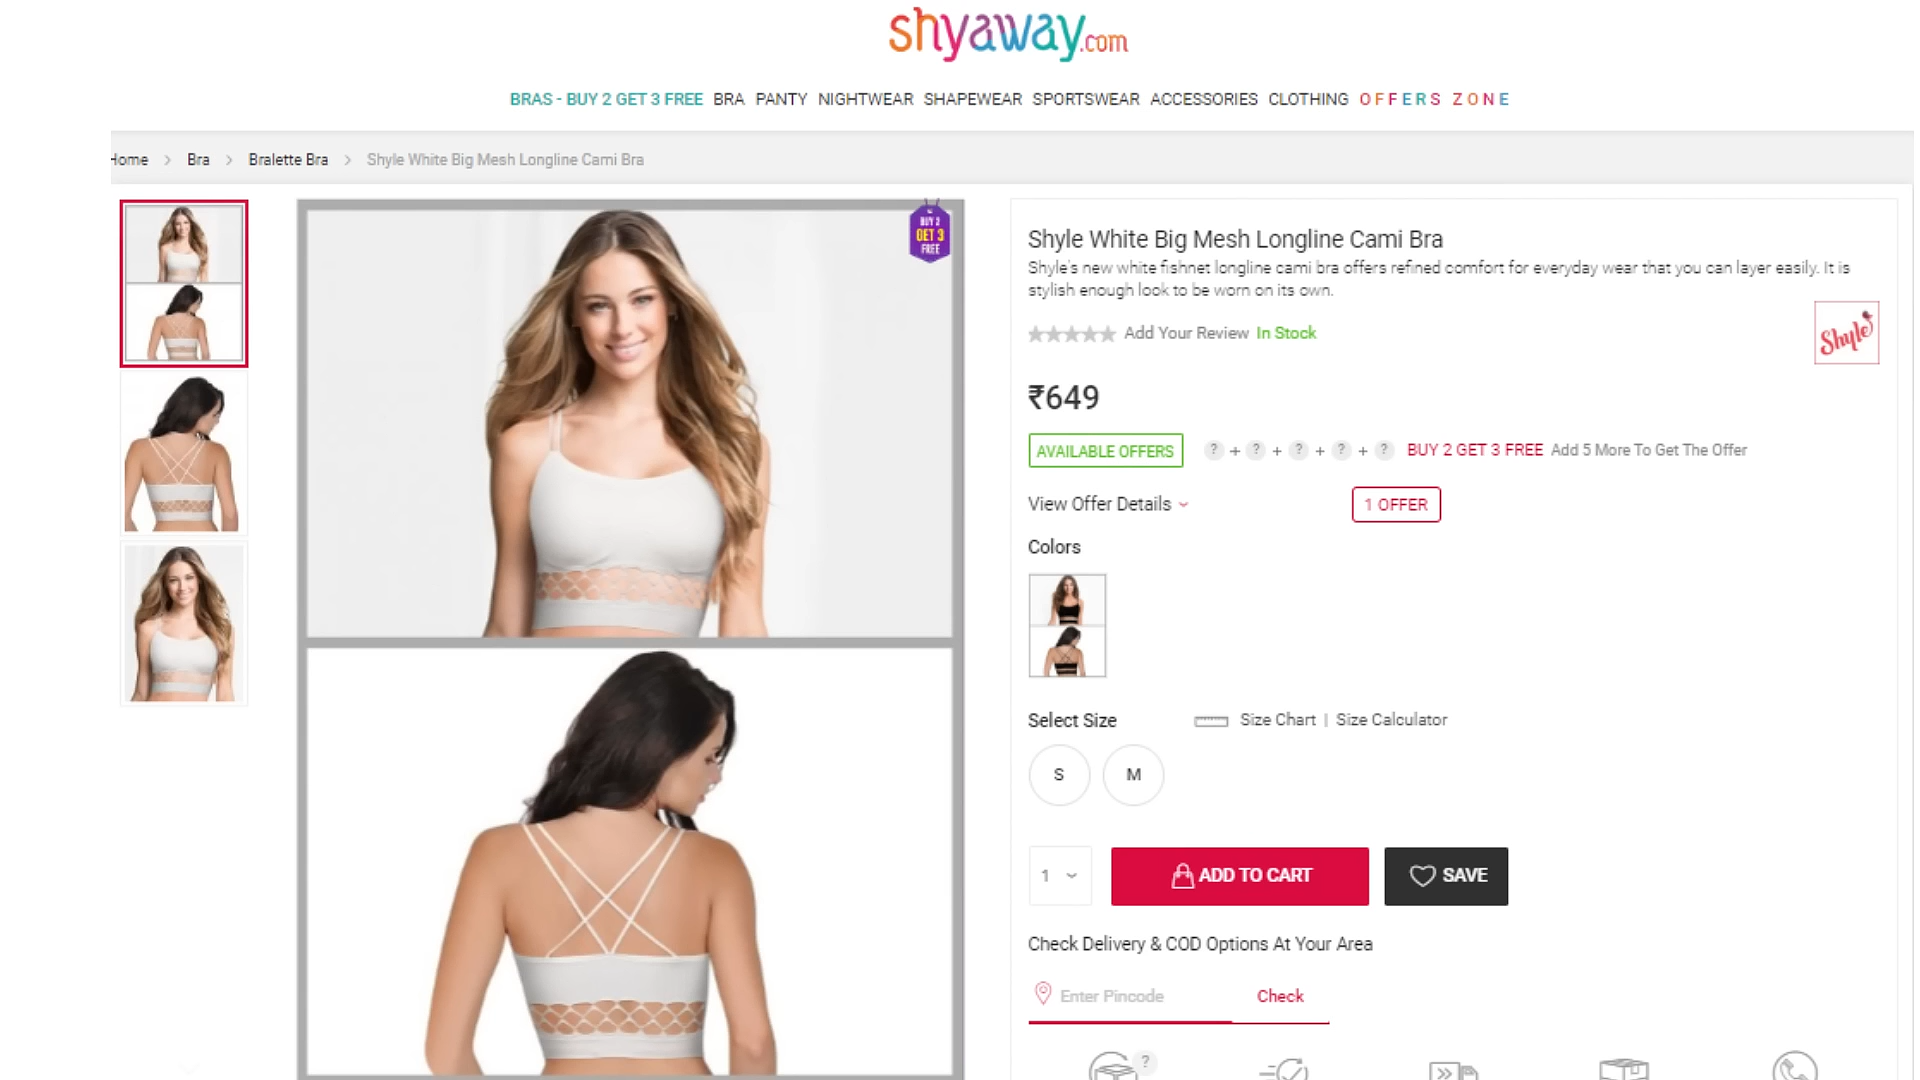 shyaway.com
BRAS - BUY 2 GET 3 FREE BRA PANTY NIGHTWEAR SHAPEWEAR SPORTSWEAR ACCESSORIES CLOTHING OFFERS ZONE
Home > Bra > Bralette Bra > Shyle White Big Mesh Longline Cami Bra
BUY 2
GET 3
FREE
Shyle White Big Mesh Longline Cami Bra
Shyle's new white fishnet longline cami bra offers refined comfort for everyday wear that you can layer easily. It is
stylish enough look to be worn on its own.
Add Your Review In Stock
Shyle
₹649
AVAILABLE OFFERS ? + ? + ? + ? + ? BUY 2 GET 3 FREE Add 5 More To Get The Offer
View Offer Details 1 OFFER
Colors
Select Size Size Chart | Size Calculator
S M
1 ADD TO CART SAVE
Check Delivery & COD Options At Your Area
Enter Pincode Check
?